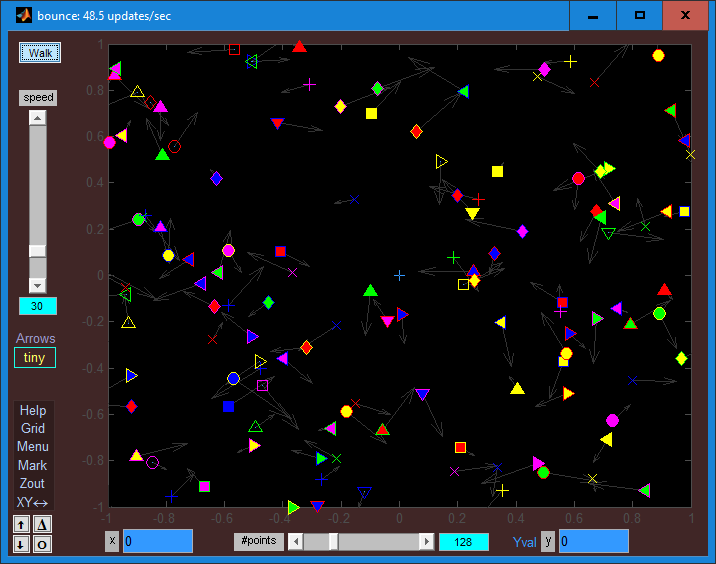 bounce: 48.5 updates/sec
Walk
speed
30
Arrows
tiny
Help
Grid
Menu
Mark
Zout
XY↔
Δ
O
1
0.8
0.6
0.4
0.2
0
-0.2
-0.4
-0.6
-0.8
-1
-1 -0.8 -0.6 -0.4 -0.2 0 0.2 0.4 0.6 0.8 1
x 0 #points 128 Yval y 0